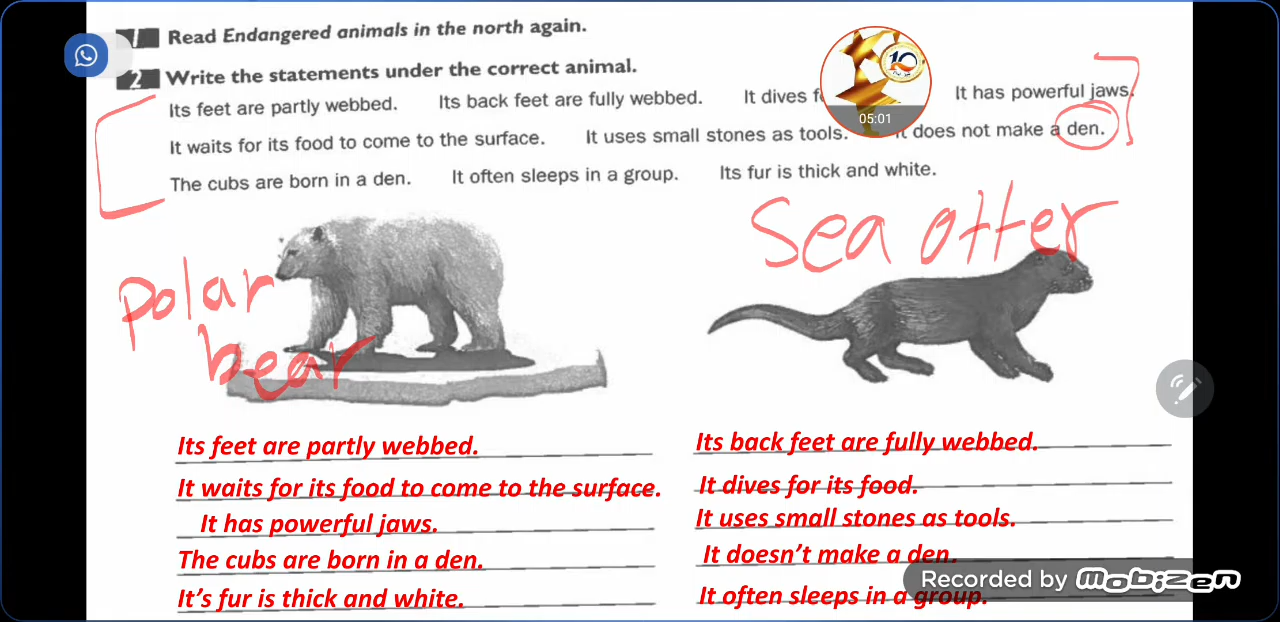 1 Read Endangered animals in the north again.
2 Write the statements under the correct animal.
Its feet are partly webbed. Its back feet are fully webbed. It dives f It has powerful jaws.
It waits for its food to come to the surface. It uses small stones as tools. It does not make a den.
The cubs are born in a den. It often sleeps in a group. Its fur is thick and white.
10
05:01
polar
bear
Sea otter
Its feet are partly webbed.
It waits for its food to come to the surface.
It has powerful jaws.
The cubs are born in a den.
It's fur is thick and white.
Its back feet are fully webbed.
It dives for its food.
It uses small stones as tools.
It doesn't make a den.
It often sleeps in a group.
Recorded by mobizen